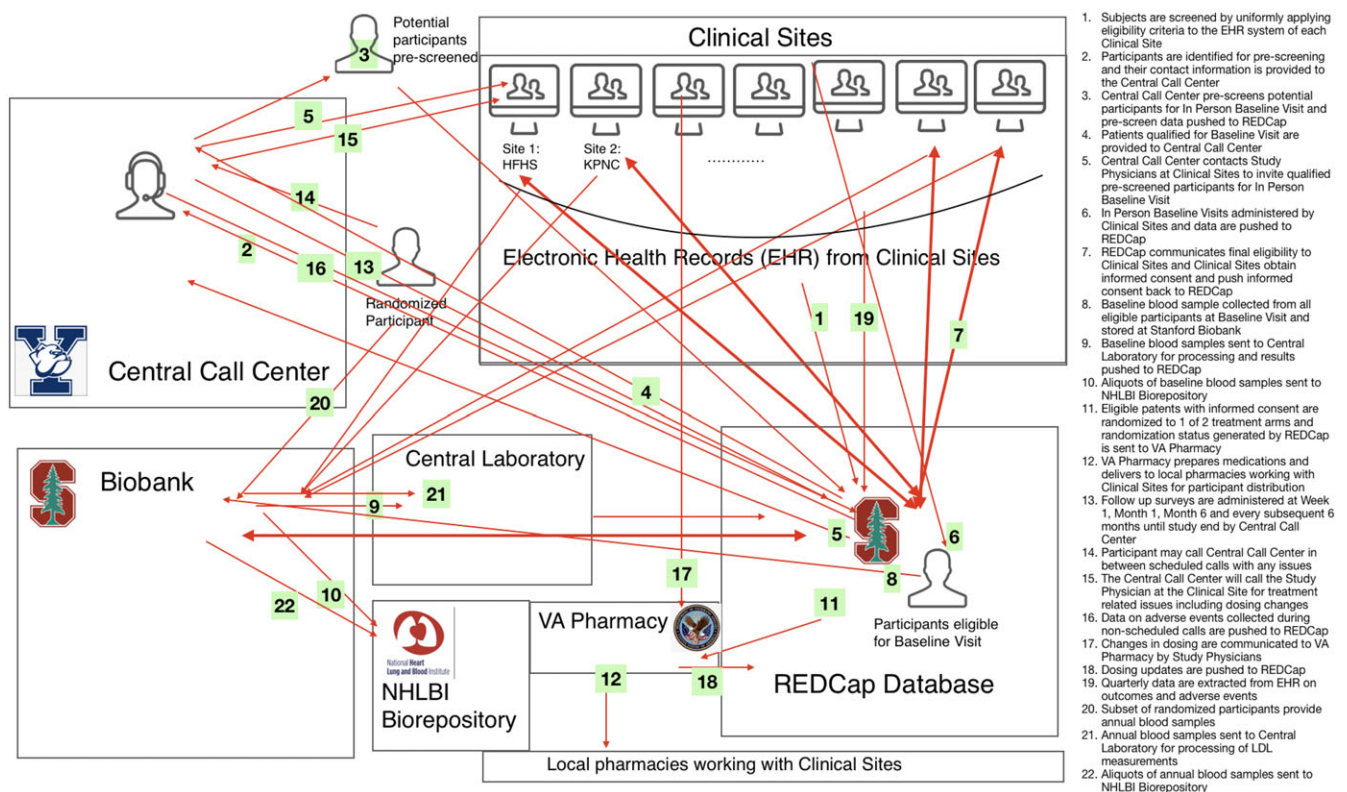 Potential
participants
pre-screened
3
Clinical Sites
5
15
Site 1:
HFHS
Site 2:
KPNC
............
14
2
16
13
Randomized
Participant
Electronic Health Records (EHR) from Clinical Sites
1
19
7
Y
Central Call Center
20
4
S
Biobank
Central Laboratory
21
9
5
S
6
8
17
22
10
11
Participants eligible
for Baseline Visit
VA Pharmacy
National Heart
Lung and Blood Institute
NHLBI
Biorepository
12
18
REDCap Database
Local pharmacies working with Clinical Sites
1. Subjects are screened by uniformly applying
eligibility criteria to the EHR system of each
Clinical Site
2. Participants are identified for pre-screening
and their contact information is provided to
the Central Call Center
3. Central Call Center pre-screens potential
participants for In Person Baseline Visit and
pre-screen data pushed to REDCap
4. Patients qualified for Baseline Visit are
provided to Central Call Center
5. Central Call Center contacts Study
Physicians at Clinical Sites to invite qualified
pre-screened participants for In Person
Baseline Visit
6. In Person Baseline Visits administered by
Clinical Sites and data are pushed to
REDCap
7. REDCap communicates final eligibility to
Clinical Sites and Clinical Sites obtain
informed consent and push informed
consent back to REDCap
8. Baseline blood sample collected from all
eligible participants at Baseline Visit and
stored at Stanford Biobank
9. Baseline blood samples sent to Central
Laboratory for processing and results
pushed to REDCap
10. Aliquots of baseline blood samples sent to
NHLBI Biorepository
11. Eligible patents with informed consent are
randomized to 1 of 2 treatment arms and
randomization status generated by REDCap
is sent to VA Pharmacy
12. VA Pharmacy prepares medications and
delivers to local pharmacies working with
Clinical Sites for participant distribution
13. Follow up surveys are administered at Week
1, Month 1, Month 6 and every subsequent 6
months until study end by Central Call
Center
14. Participant may call Central Call Center in
between scheduled calls with any issues
15. The Central Call Center will call the Study
Physician at the Clinical Site for treatment
related issues including dosing changes
16. Data on adverse events collected during
non-scheduled calls are pushed to REDCap
17. Changes in dosing are communicated to VA
Pharmacy by Study Physicians
18. Dosing updates are pushed to REDCap
19. Quarterly data are extracted from EHR on
outcomes and adverse events
20. Subset of randomized participants provide
annual blood samples
21. Annual blood samples sent to Central
Laboratory for processing of LDL
measurements
22. Aliquots of annual blood samples sent to
NHLBI Biorepository